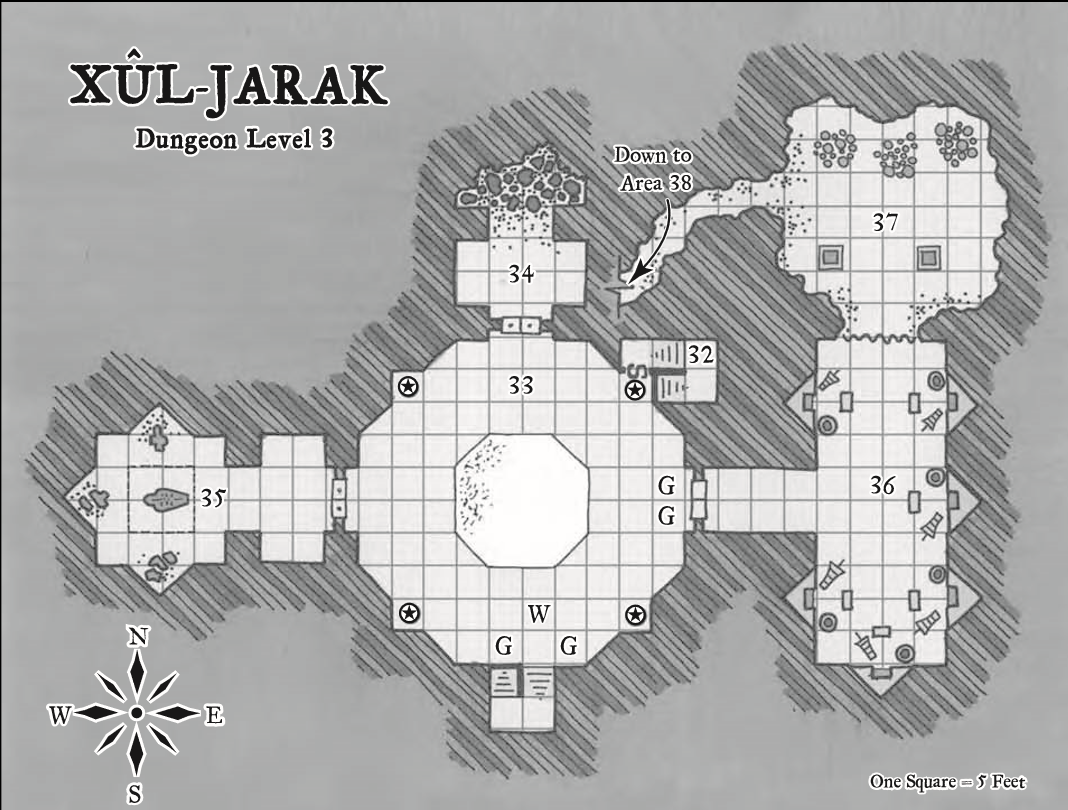 XÛL-JARAK
Dungeon Level 3
Down to
Area 38
37
34
32
S
33
G
G
36
35
W
G
G
N
W
E
S
One Square = 5 Feet